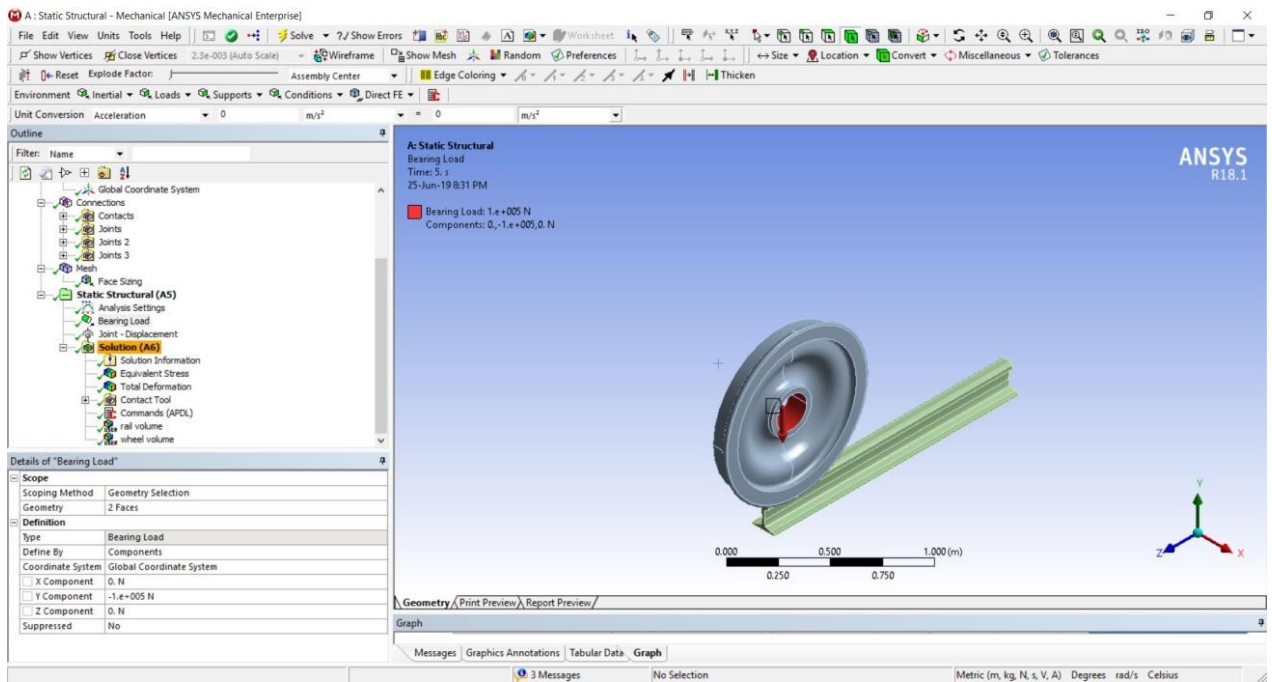 A : Static Structural - Mechanical [ANSYS Mechanical Enterprise]
File Edit View Units Tools Help Solve ?/ Show Errors Worksheet
Show Vertices Close Vertices 2.3e-003 (Auto Scale) Wireframe Show Mesh Random Preferences Size Location Convert Miscellaneous Tolerances
Reset Explode Factor: Assembly Center Edge Coloring Thicken
Environment Inertial Loads Supports Conditions Direct FE
Unit Conversion Acceleration 0 m/s² = 0 m/s²
Outline
Filter: Name
Global Coordinate System
Connections
Contacts
Joints
Joints 2
Joints 3
Mesh
Face Sizing
Static Structural (A5)
Analysis Settings
Bearing Load
Joint - Displacement
Solution (A6)
Solution Information
Equivalent Stress
Total Deformation
Contact Tool
Commands (APDL)
rail volume
wheel volume
Details of "Bearing Load"
Scope
Scoping Method Geometry Selection
Geometry 2 Faces
Definition
Type Bearing Load
Define By Components
Coordinate System Global Coordinate System
X Component 0. N
Y Component -1.e+005 N
Z Component 0. N
Suppressed No
A: Static Structural
Bearing Load
Time: 5. s
25-Jun-19 8:31 PM
Bearing Load: 1.e+005 N
Components: 0.,-1.e+005,0. N
ANSYS
R18.1
Y
Z X
0.000 0.500 1.000 (m)
0.250 0.750
Geometry Print Preview Report Preview
Graph
Messages Graphics Annotations Tabular Data Graph
3 Messages No Selection Metric (m, kg, N, s, V, A) Degrees rad/s Celsius